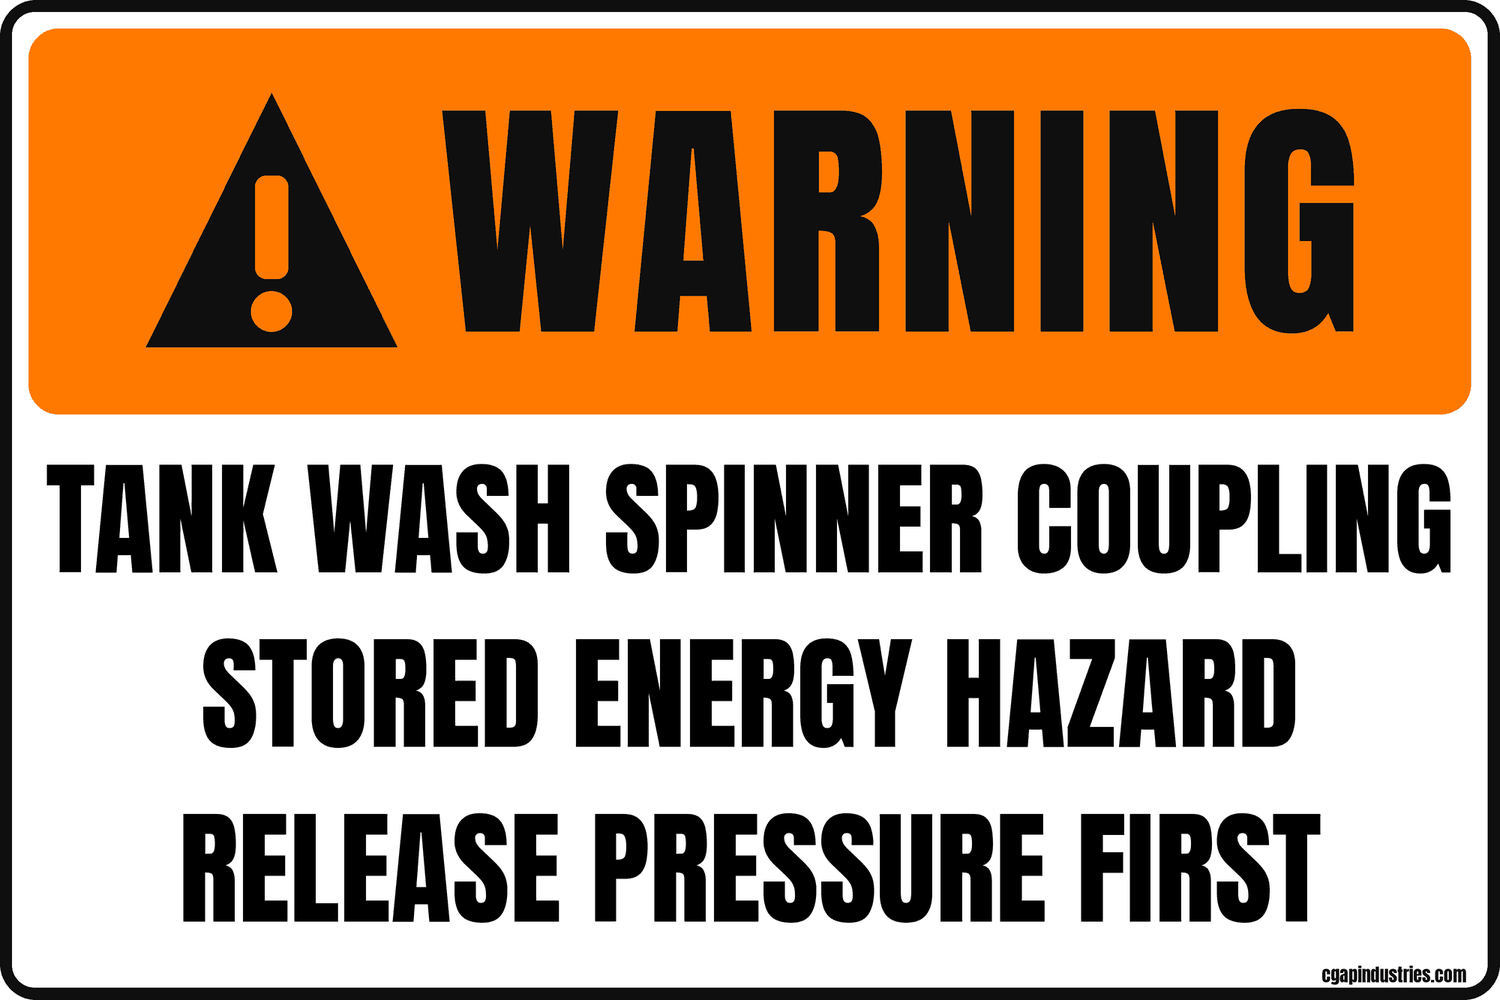 WARNING
TANK WASH SPINNER COUPLING
STORED ENERGY HAZARD
RELEASE PRESSURE FIRST
cgapindustries.com